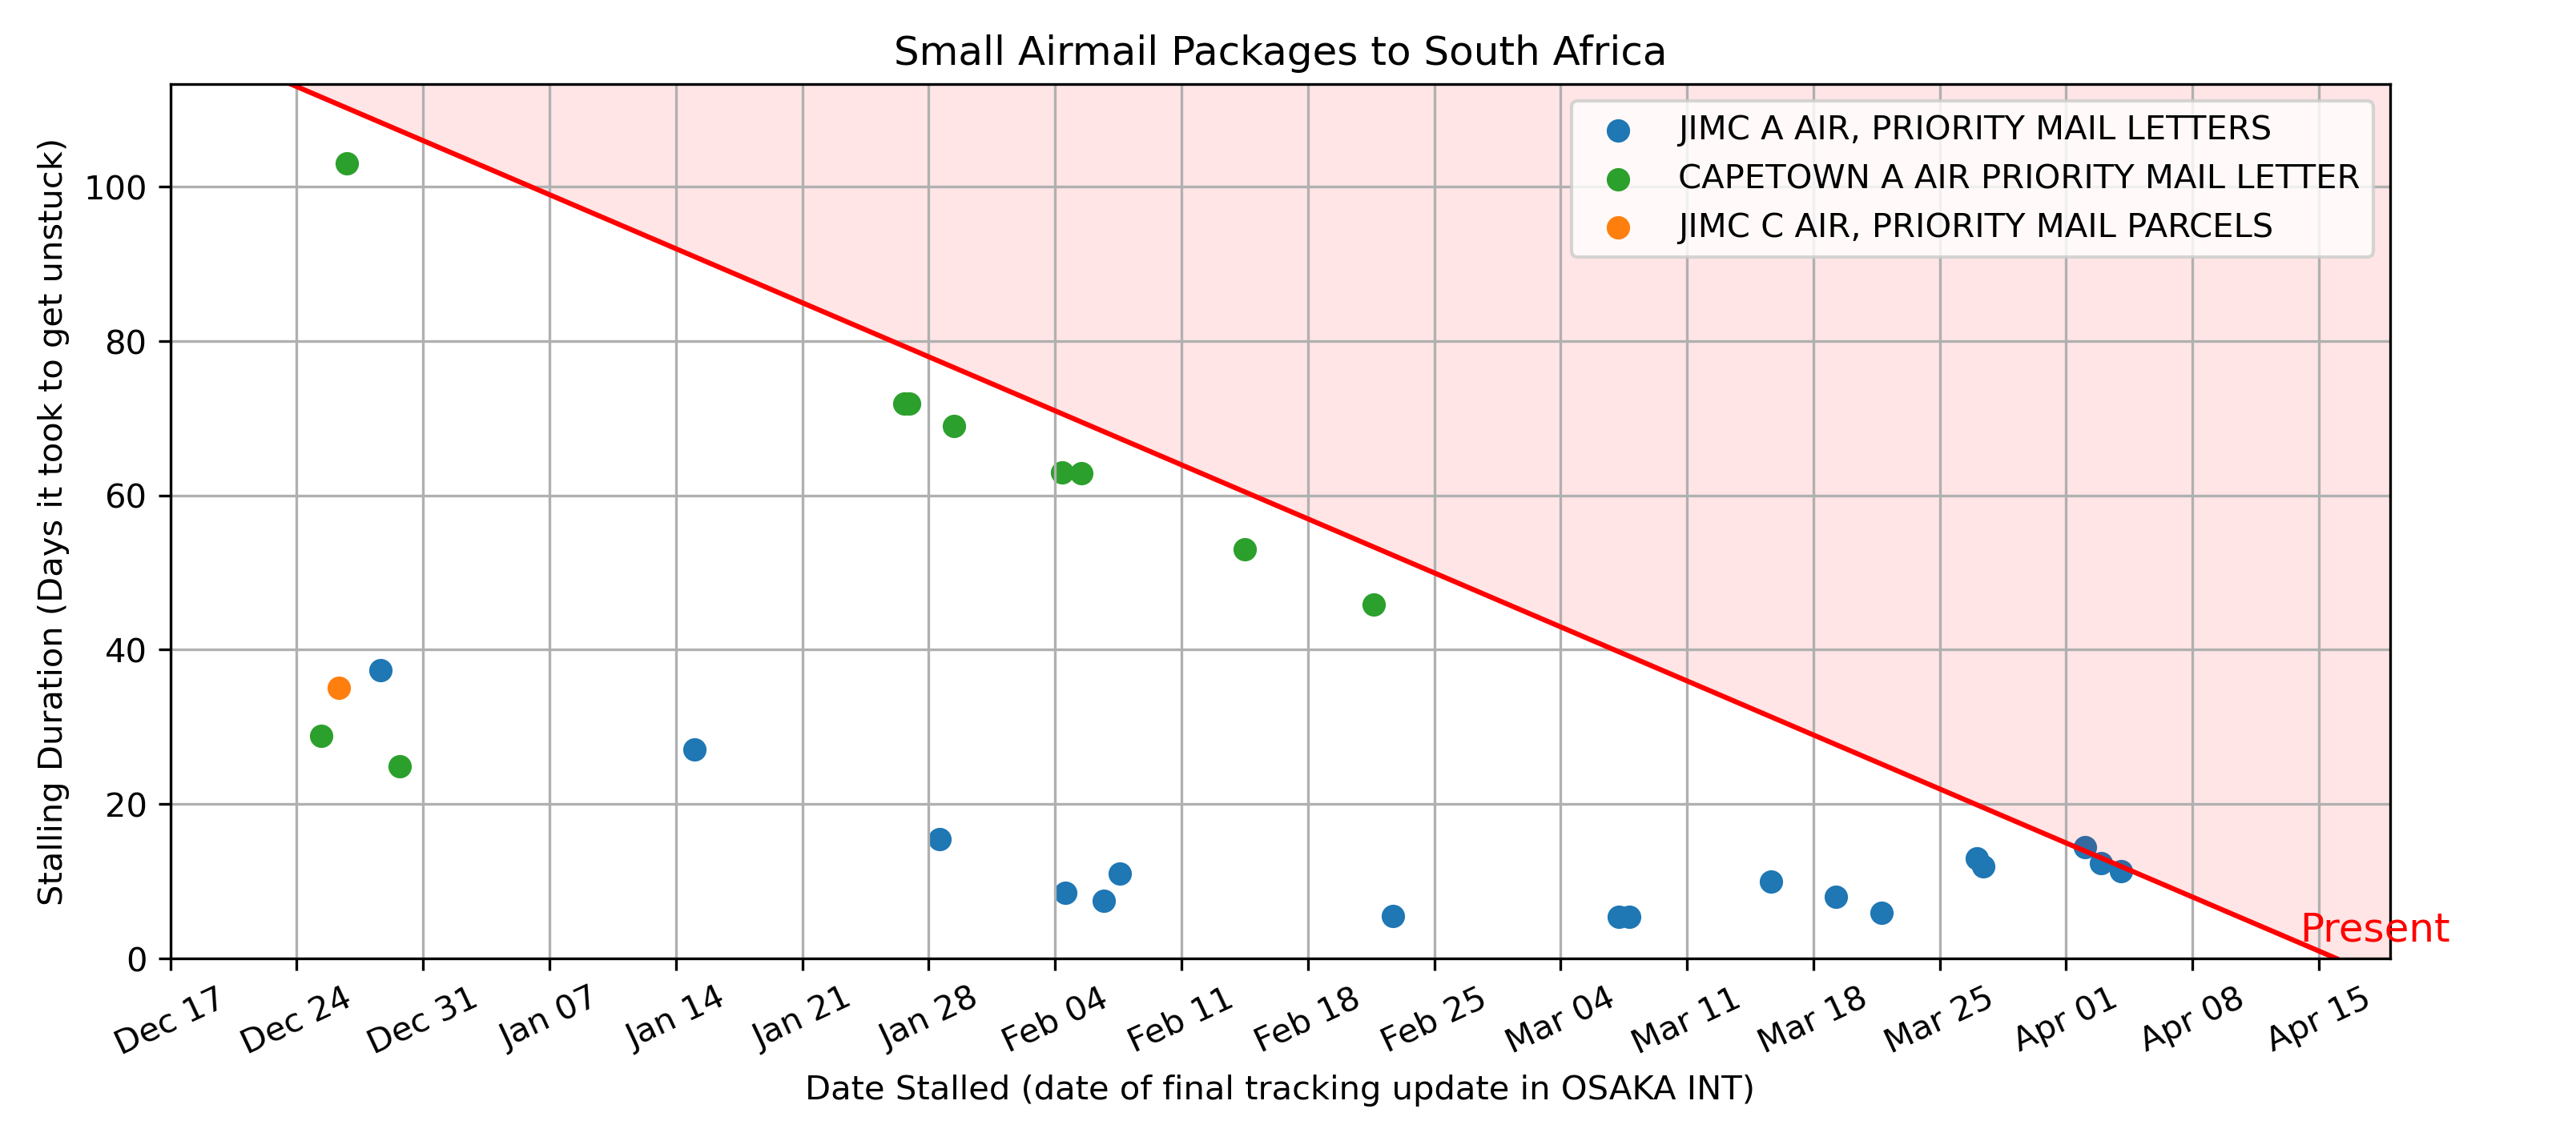 Small Airmail Packages to South Africa
JIMC A AIR, PRIORITY MAIL LETTERS
CAPETOWN A AIR PRIORITY MAIL LETTER
JIMC C AIR, PRIORITY MAIL PARCELS
Stalling Duration (Days it took to get unstuck)
100
80
60
40
20
0
Present
Dec 17
Dec 24
Dec 31
Jan 07
Jan 14
Jan 21
Jan 28
Feb 04
Feb 11
Feb 18
Feb 25
Mar 04
Mar 11
Mar 18
Mar 25
Apr 01
Apr 08
Apr 15
Date Stalled (date of final tracking update in OSAKA INT)